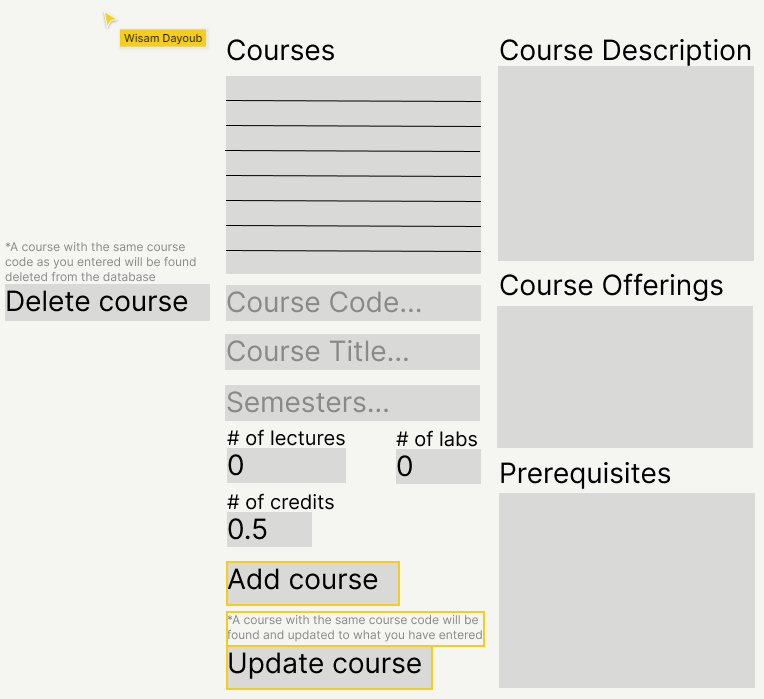 Wisam Dayoub
Courses
Course Description
*A course with the same course
code as you entered will be found
deleted from the database
Delete course
Course Code...
Course Title...
Semesters...
# of lectures
# of labs
0
0
# of credits
0.5
Add course
*A course with the same course code will be
found and updated to what you have entered
Update course
Course Offerings
Prerequisites